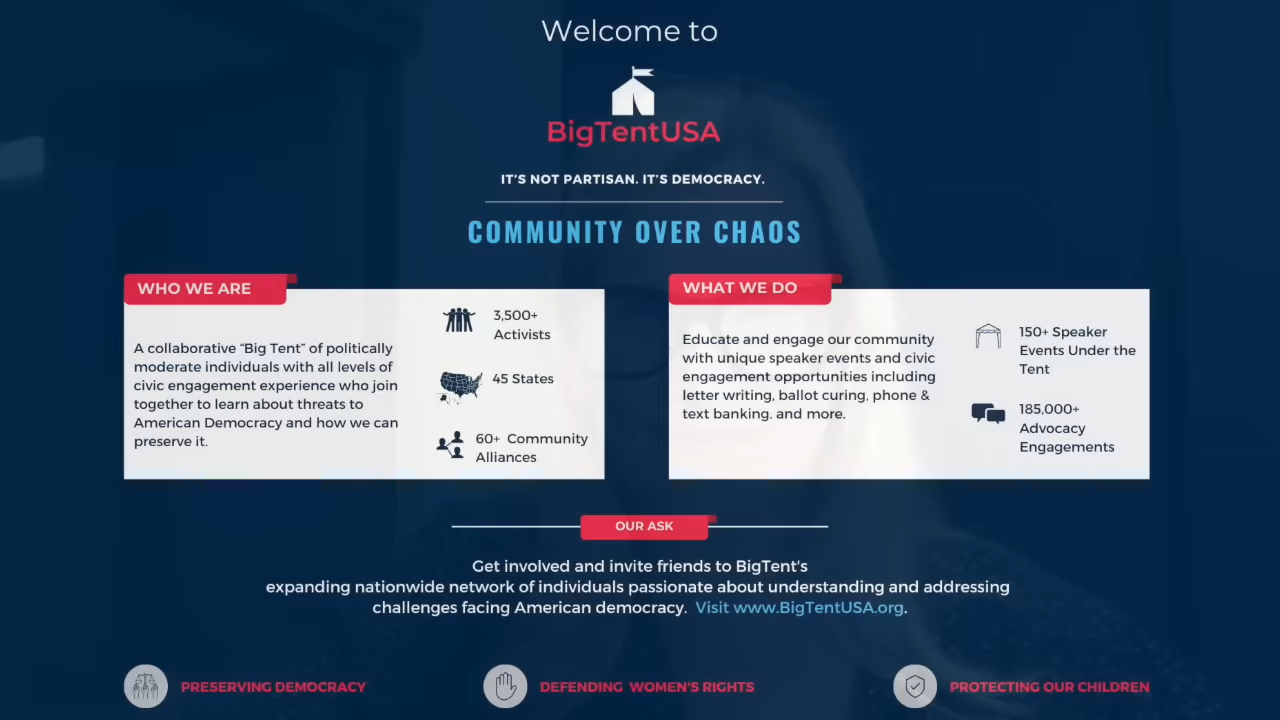 Welcome to
BigTentUSA
IT'S NOT PARTISAN. IT'S DEMOCRACY.
COMMUNITY OVER CHAOS
WHO WE ARE
A collaborative “Big Tent” of politically
moderate individuals with all levels of
civic engagement experience who join
together to learn about threats to
American Democracy and how we can
preserve it.
3,500+
Activists
45 States
60+ Community
Alliances
WHAT WE DO
Educate and engage our community
with unique speaker events and civic
engagement opportunities including
letter writing, ballot curing, phone &
text banking. and more.
150+ Speaker
Events Under the
Tent
185,000+
Advocacy
Engagements
OUR ASK
Get involved and invite friends to BigTent's
expanding nationwide network of individuals passionate about understanding and addressing
challenges facing American democracy. Visit www.BigTentUSA.org.
PRESERVING DEMOCRACY
DEFENDING WOMEN'S RIGHTS
PROTECTING OUR CHILDREN